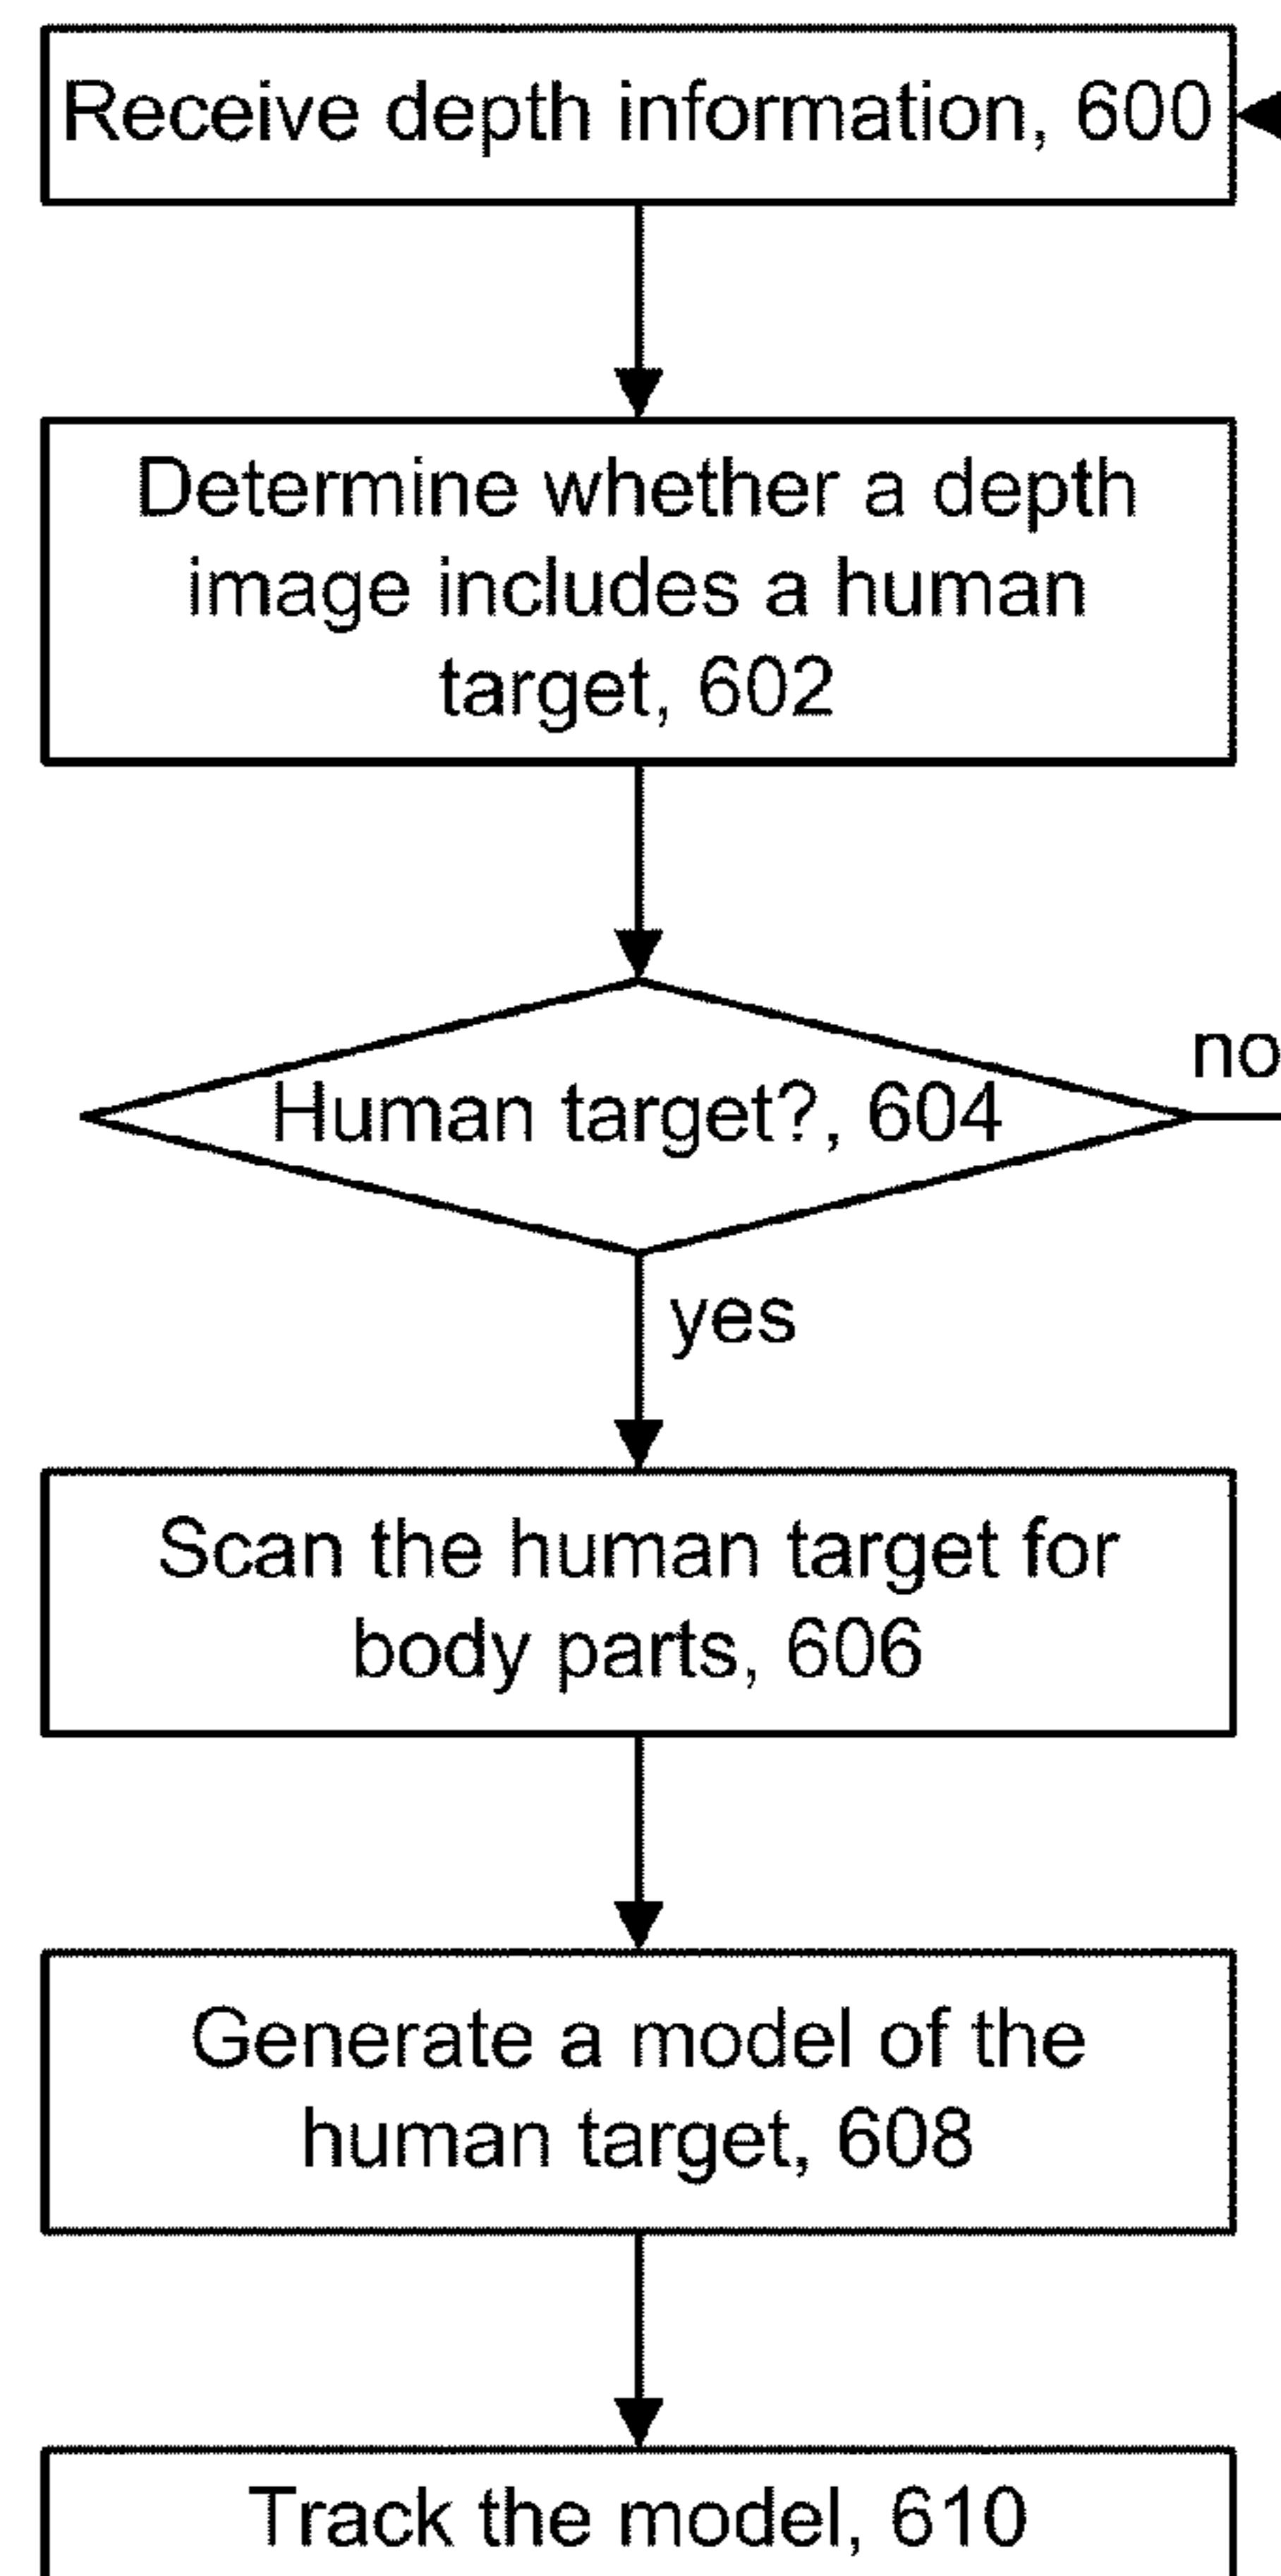 Receive depth information, 600
Determine whether a depth
image includes a human
target, 602
Human target?, 604
no
yes
Scan the human target for
body parts, 606
Generate a model of the
human target, 608
Track the model, 610